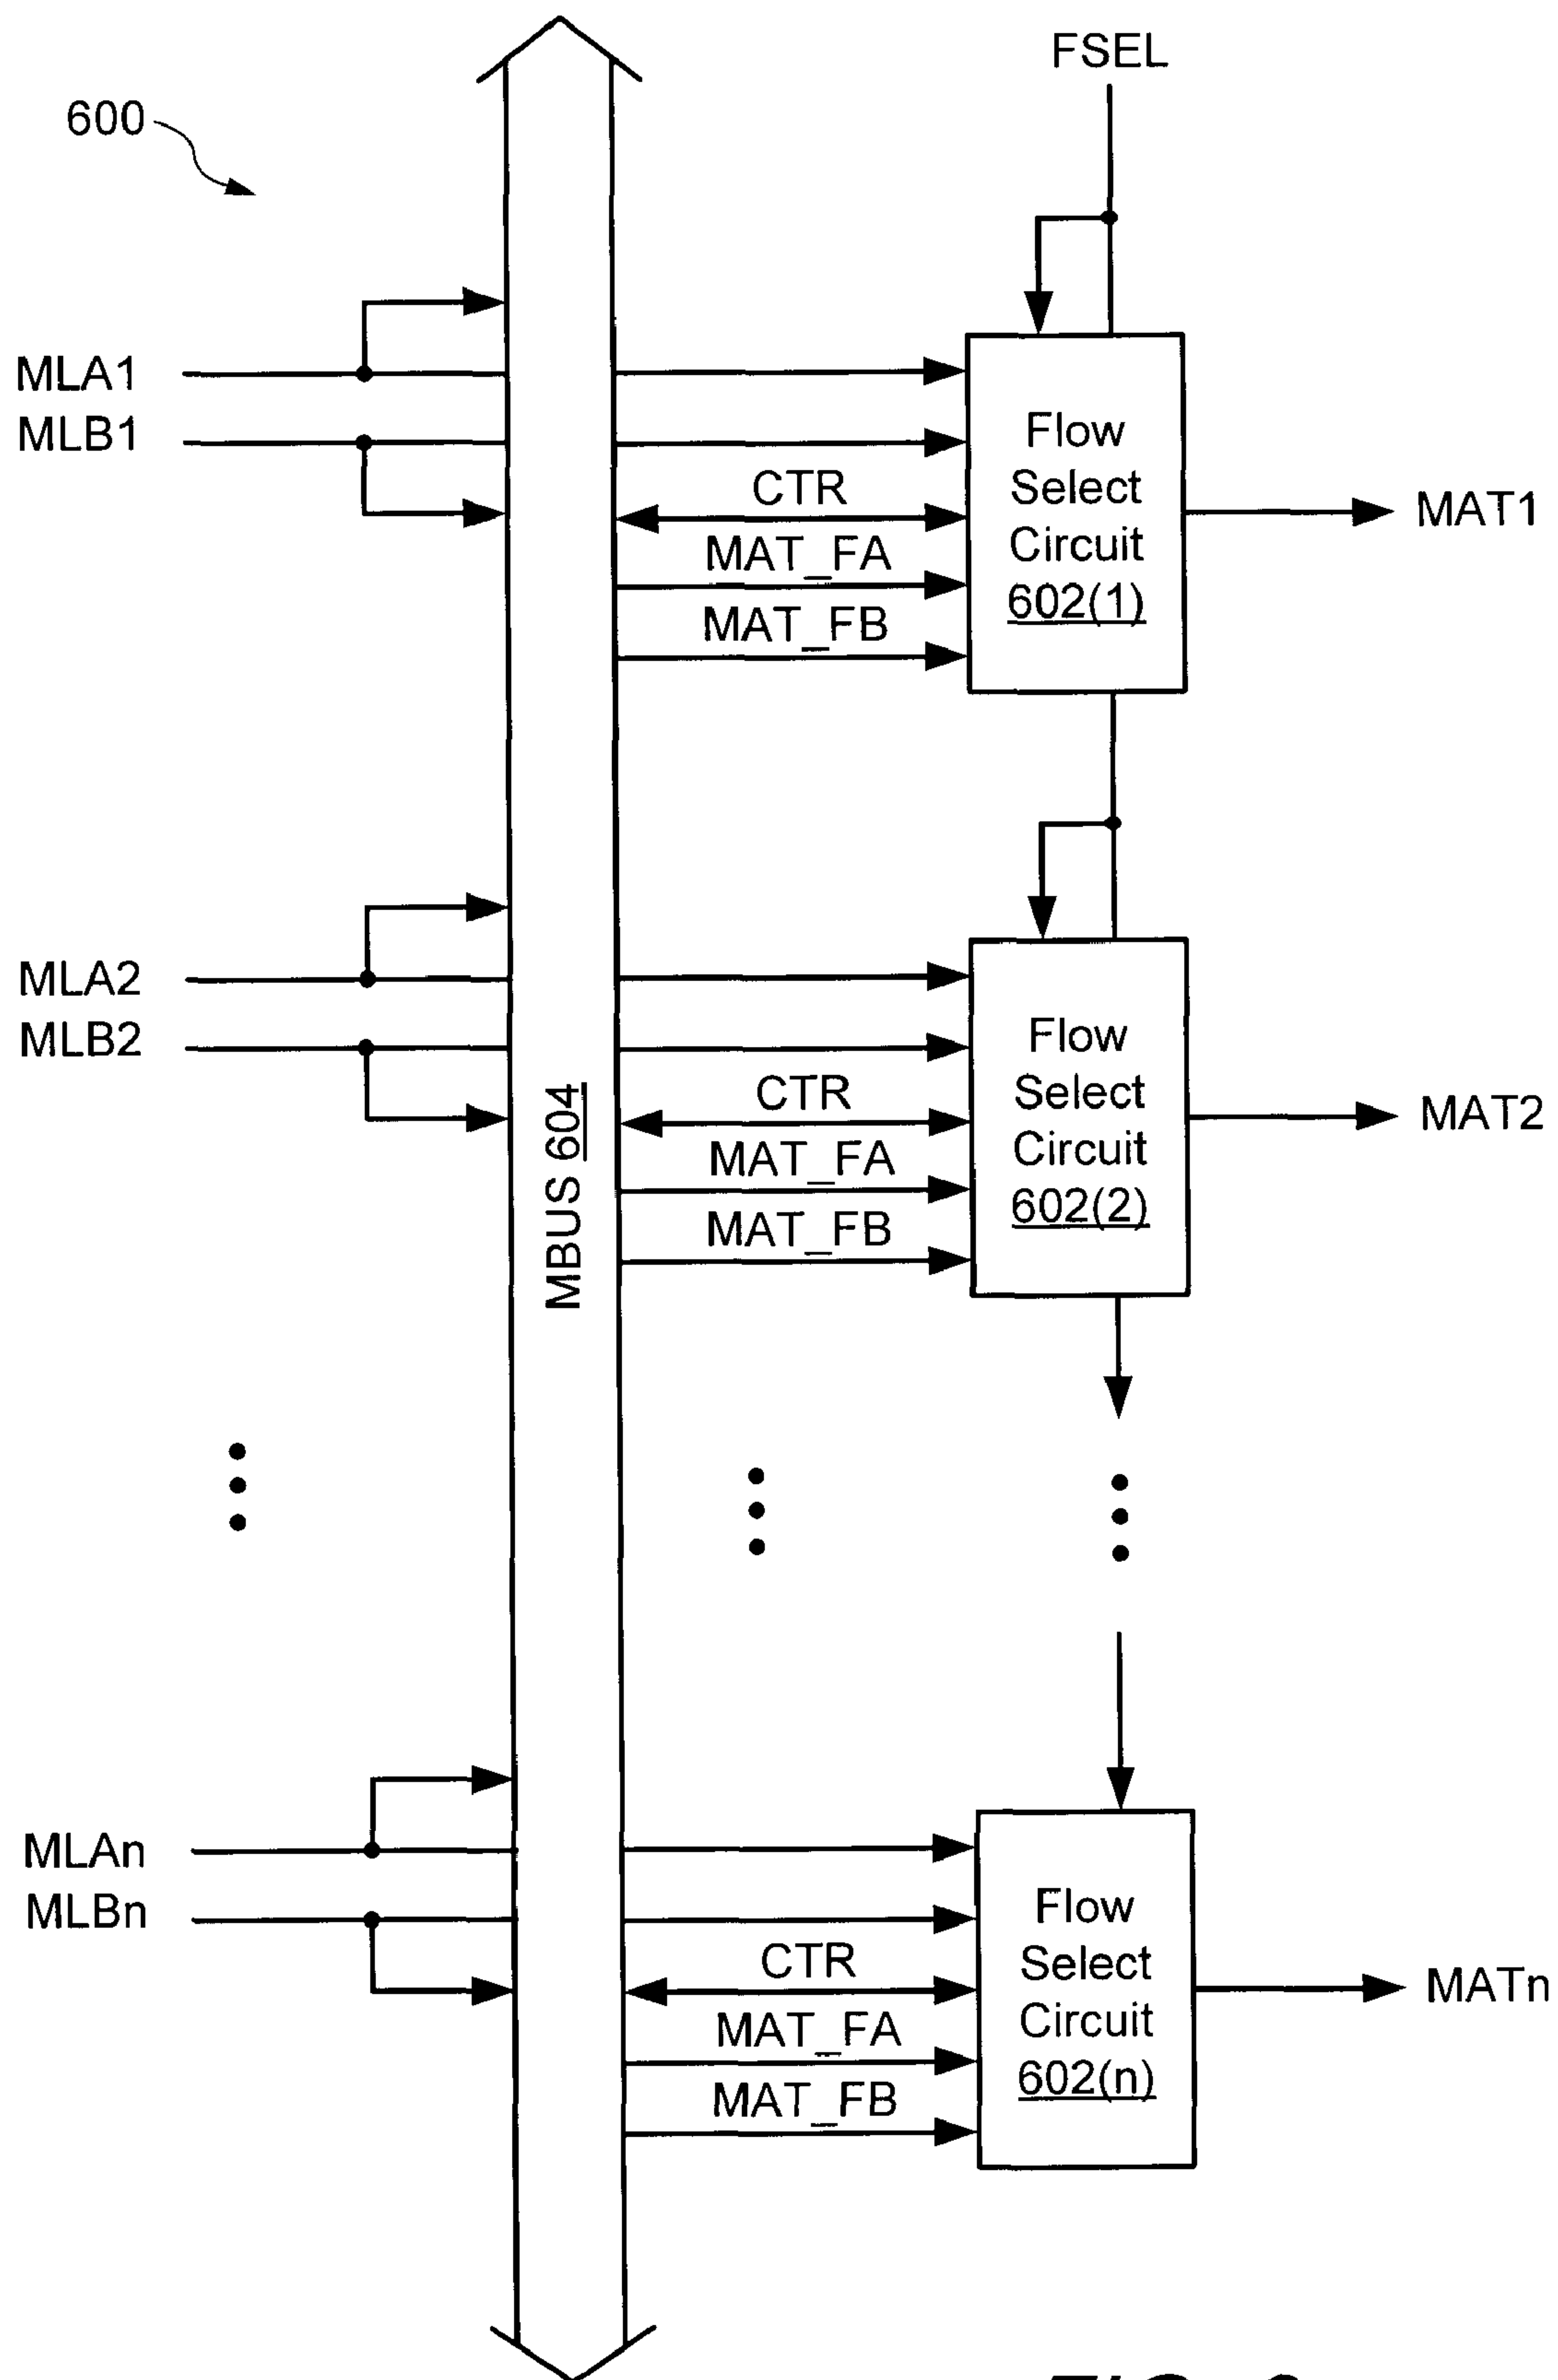 FSEL
600
MLA1
MLB1
CTR
MAT_FA
MAT_FB
Flow
Select
Circuit
602(1)
MAT1
MLA2
MLB2
MBUS 604
CTR
MAT_FA
MAT_FB
Flow
Select
Circuit
602(2)
MAT2
MLAn
MLBn
CTR
MAT_FA
MAT_FB
Flow
Select
Circuit
602(n)
MATn